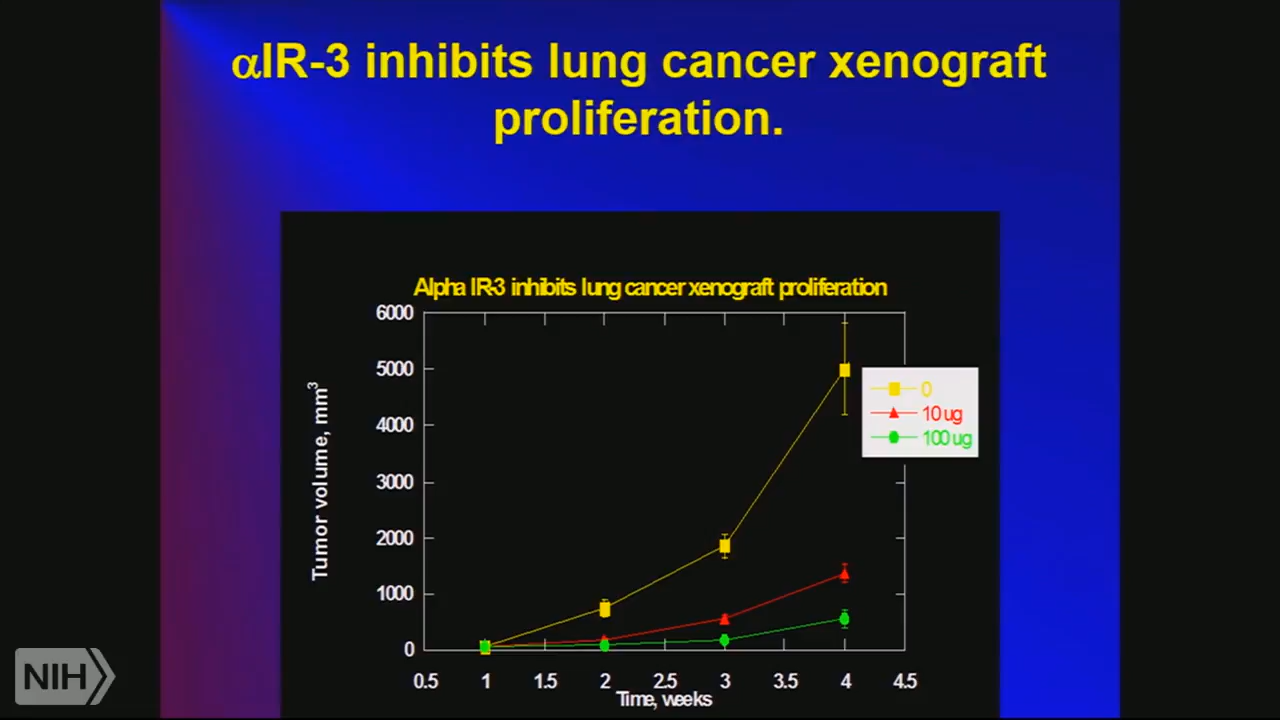 αIR-3 inhibits lung cancer xenograft
proliferation.
Alpha IR-3 inhibits lung cancer xenograft proliferation
6000
5000
4000
3000
2000
1000
0
Tumor volume, mm³
0
10 ug
100 ug
0.5 1 1.5 2 2.5 3 3.5 4 4.5
Time, weeks
NIH